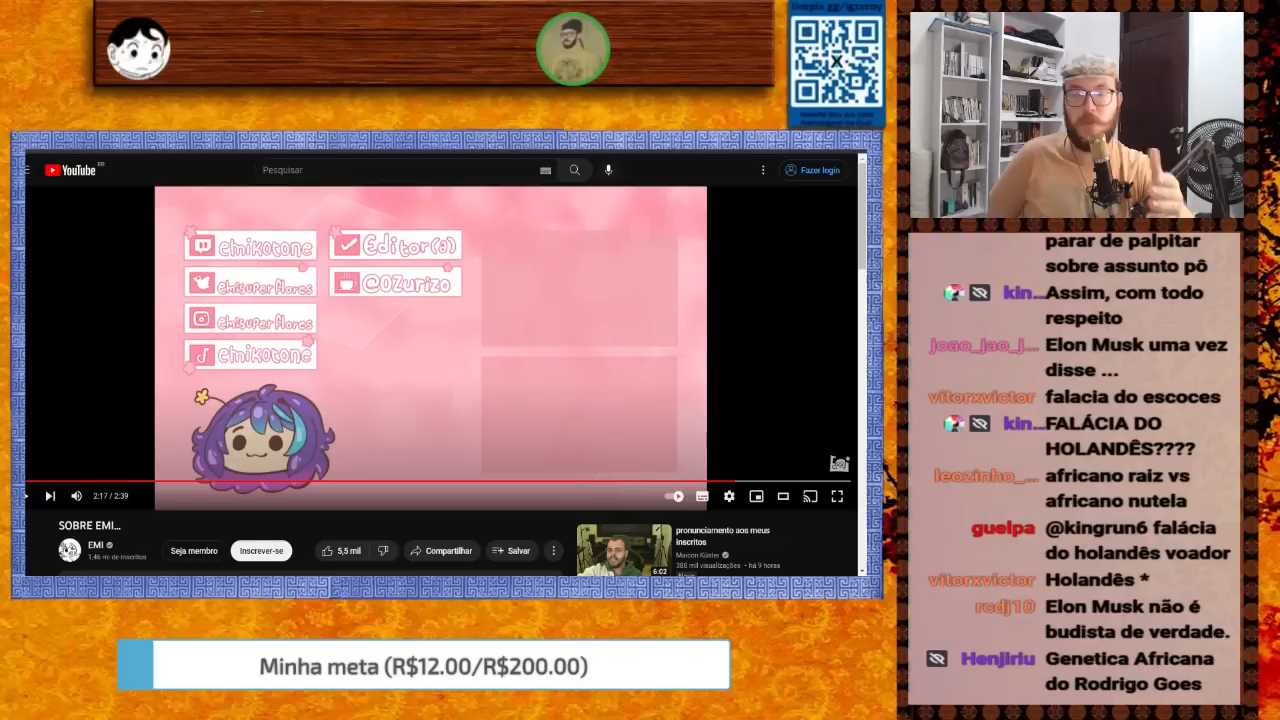 livepix.gg/lgzeroy
X
YouTube BR
Pesquisar
Fazer login
emikotone
Editor(a)
emisuperflores
@OZurizo
emisuperflores
emikotone
2:17 / 2:39
SOBRE EMI...
EMI
1,46 mi de inscritos
Seja membro
Inscrever-se
5,5 mil
Compartilhar
Salvar
6:02
pronunciamento aos meus
inscritos
Maicon Küster
388 mil visualizações • há 9 horas
Minha meta (R$12.00/R$200.00)
parar de palpitar
sobre assunto pô
kin... Assim, com todo
respeito
joao_jao_j... Elon Musk uma vez
disse ...
vitorxvictor falacia do escoces
kin... FALÁCIA DO
HOLANDÊS????
leozinho_... africano raiz vs
africano nutela
guelpa @kingrun6 falácia
do holandês voador
vitorxvictor Holandês *
rodj10 Elon Musk não é
budista de verdade.
Henjiriu Genetica Africana
do Rodrigo Goes